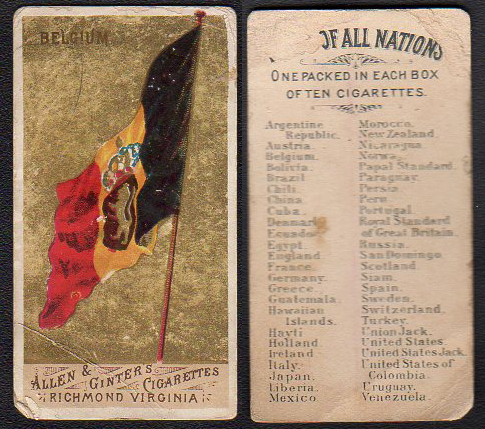 BELGIUM.
ALLEN & GINTER'S CIGARETTES
RICHMOND VIRGINIA
OF ALL NATIONS
ONE PACKED IN EACH BOX
OF TEN CIGARETTES.
Argentine
Republic.
Austria.
Belgium.
Bolivia.
Brazil
Chili.
China
Cuba.
Denmark
Ecuador
Egypt.
England
France.
Germany.
Greece.
Guatemala.
Hawaiian
Islands.
Hayti
Holland
Ireland
Italy.
Japan.
Liberia.
Mexico
Morocco.
New Zealand.
Nicaragua.
Norwa
Papal Standard.
Paraguay.
Persia.
Peru.
Portugal.
Royal Standard
of Great Britain.
Russia.
San Domingo.
Scotland.
Siam.
Spain.
Sweden.
Switzerland.
Turkey.
Union Jack.
United States.
United States Jack.
United States of
Colombia.
Uruguay.
Venezuela.